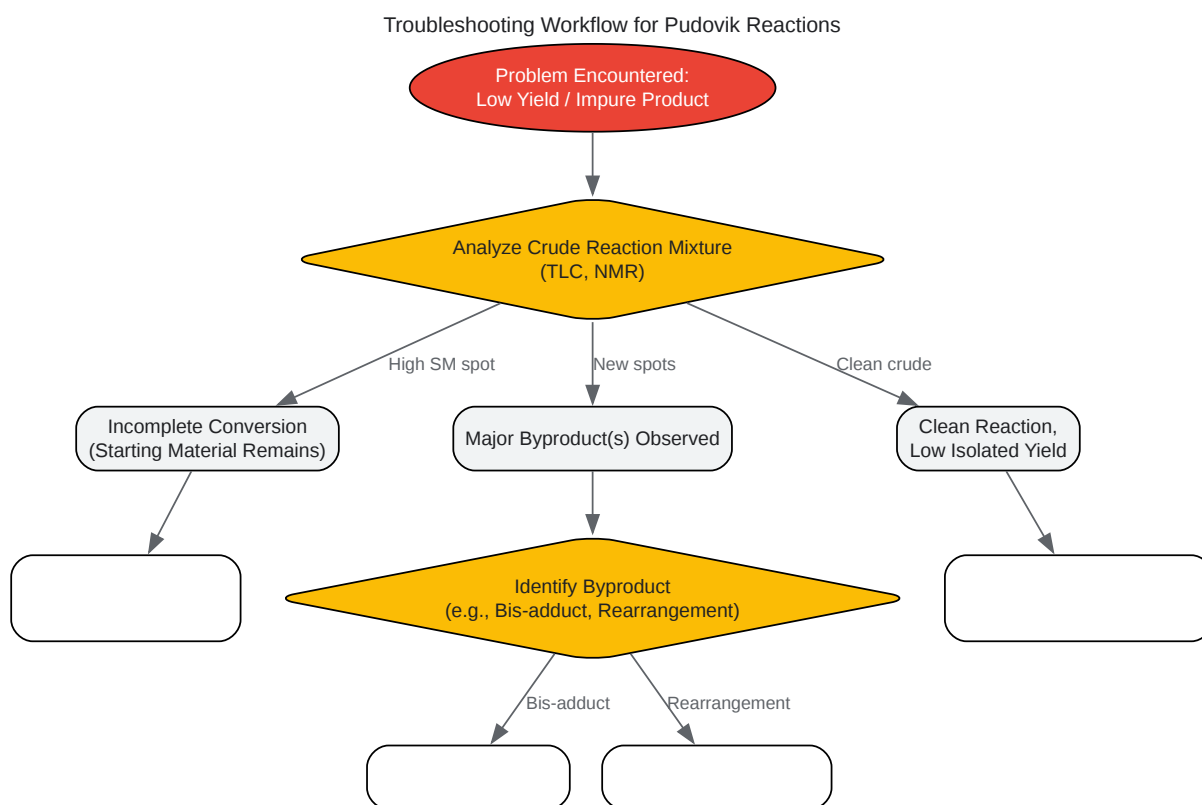 Troubleshooting Workflow for Pudovik Reactions
Problem Encountered:
Low Yield / Impure Product
Analyze Crude Reaction Mixture
(TLC, NMR)
High SM spot
New spots
Clean crude
Incomplete Conversion
(Starting Material Remains)
Major Byproduct(s) Observed
Clean Reaction,
Low Isolated Yield
Identify Byproduct
(e.g., Bis-adduct, Rearrangement)
Bis-adduct
Rearrangement